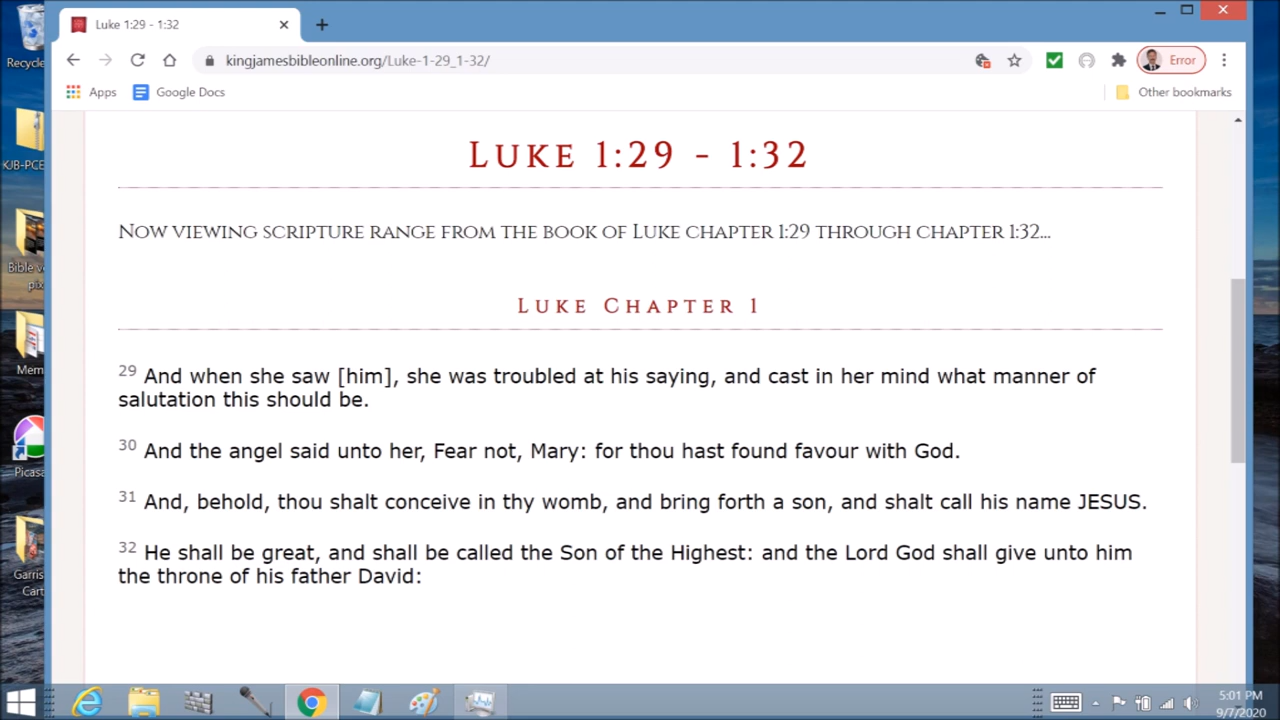 Luke 1:29 - 1:32
kingjamesbibleonline.org/Luke-1-29_1-32/
Error
Apps
Google Docs
Other bookmarks
Recycle
KJB-PCE
Bible v
pix
Mem
Picasa
Garris
Cart
LUKE 1:29 - 1:32
NOW VIEWING SCRIPTURE RANGE FROM THE BOOK OF LUKE CHAPTER 1:29 THROUGH CHAPTER 1:32...
LUKE CHAPTER 1
29 And when she saw [him], she was troubled at his saying, and cast in her mind what manner of
salutation this should be.
30 And the angel said unto her, Fear not, Mary: for thou hast found favour with God.
31 And, behold, thou shalt conceive in thy womb, and bring forth a son, and shalt call his name JESUS.
32 He shall be great, and shall be called the Son of the Highest: and the Lord God shall give unto him
the throne of his father David:
5:01 PM
9/7/2020